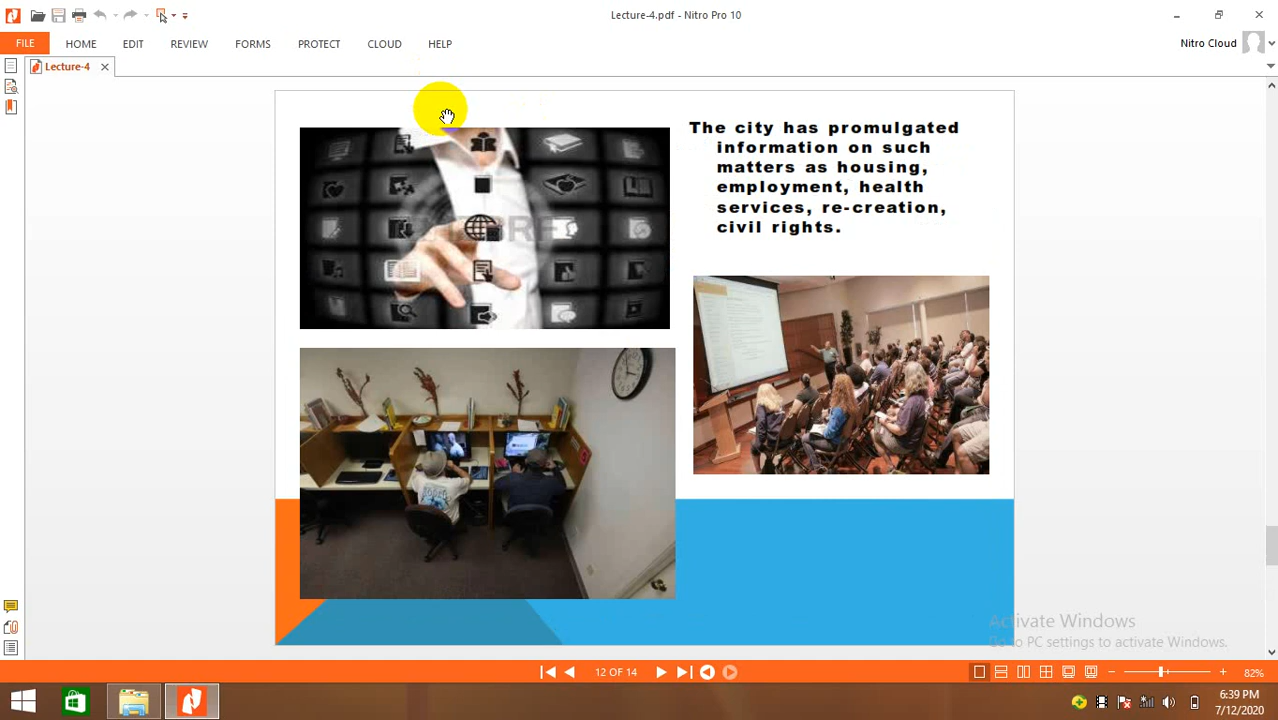 Lecture-4.pdf - Nitro Pro 10
FILE HOME EDIT REVIEW FORMS PROTECT CLOUD HELP
Nitro Cloud
Lecture-4
The city has promulgated
information on such
matters as housing,
employment, health
services, re-creation,
civil rights.
Activate Windows
Go to PC settings to activate Windows.
12 OF 14
82%
6:39 PM
7/12/2020